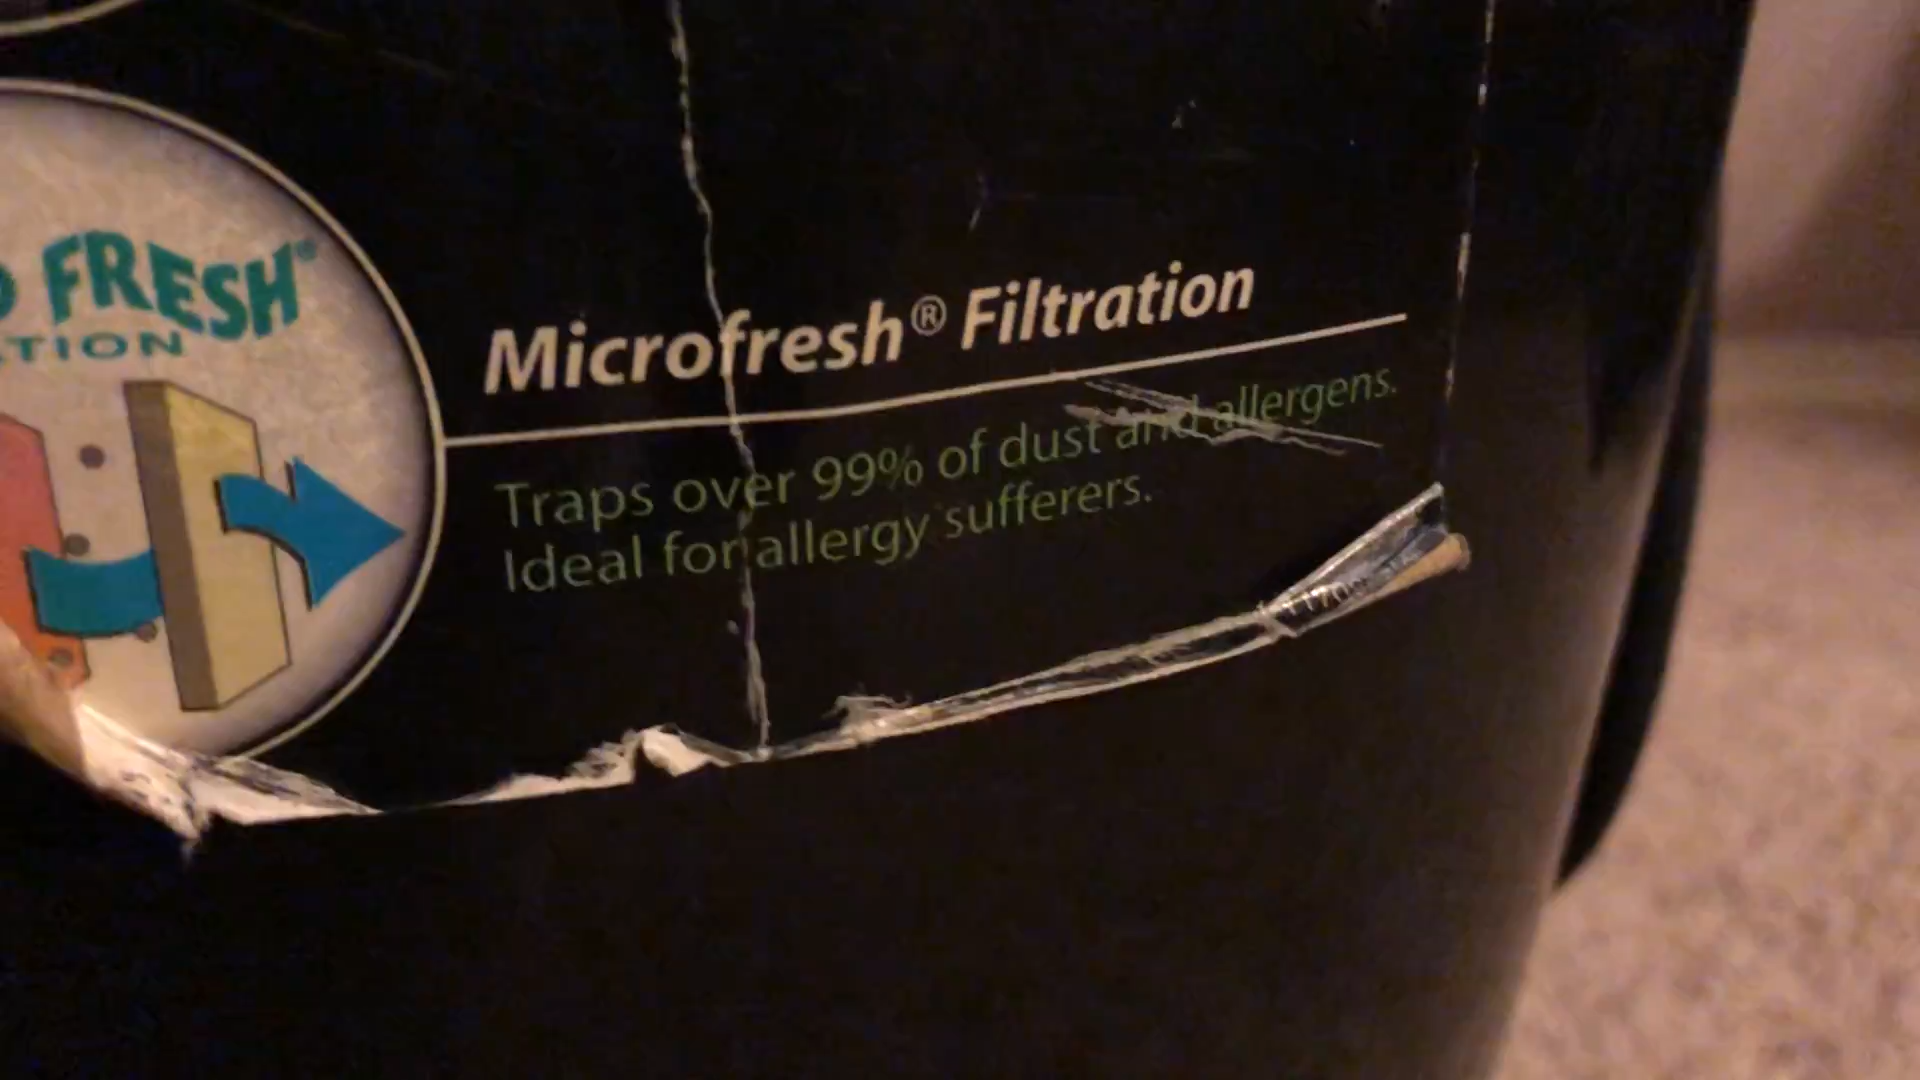 FRESH®
TION
Microfresh® Filtration
Traps over 99% of dust and allergens.
Ideal for allergy sufferers.